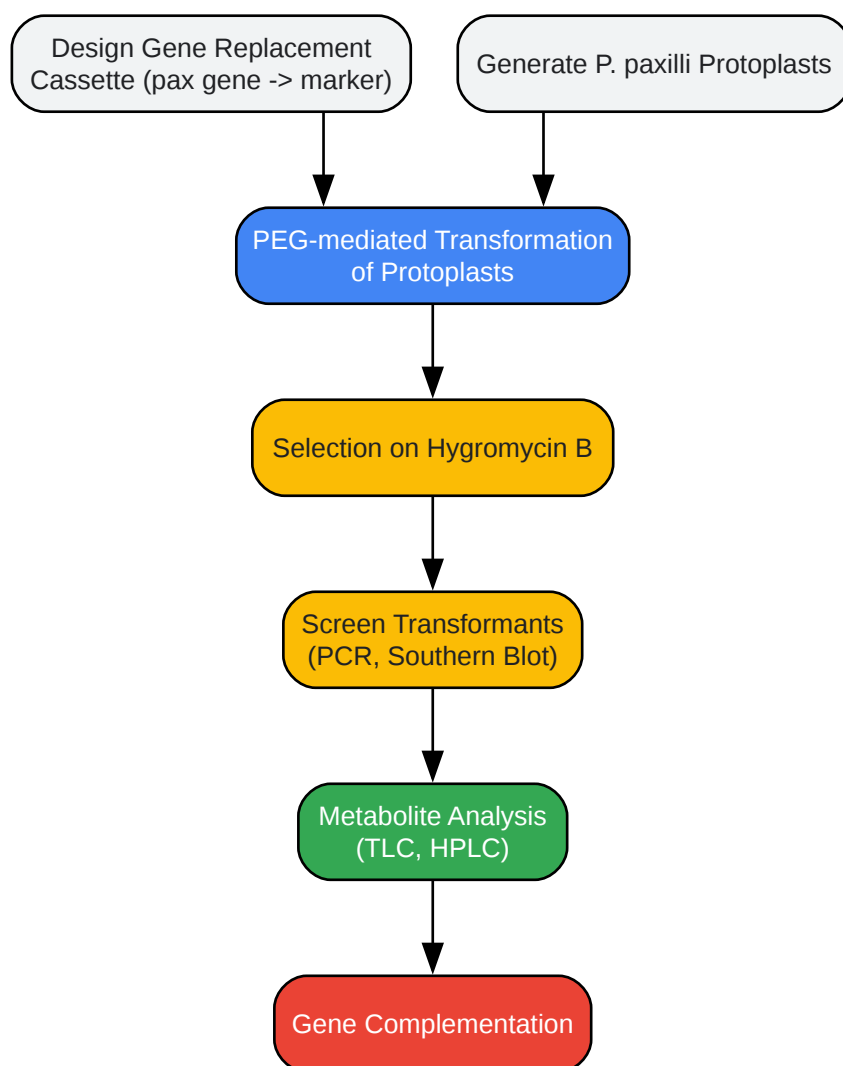 Design Gene Replacement
Cassette (pax gene -> marker)
Generate P. paxilli Protoplasts
PEG-mediated Transformation
of Protoplasts
Selection on Hygromycin B
Screen Transformants
(PCR, Southern Blot)
Metabolite Analysis
(TLC, HPLC)
Gene Complementation